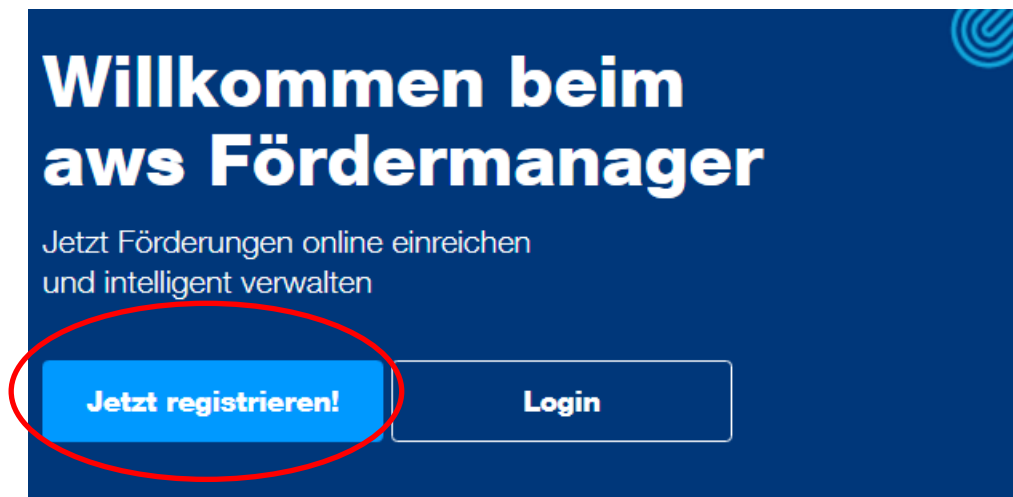 Willkommen beim
aws Fördermanager
Jetzt Förderungen online einreichen
und intelligent verwalten
Jetzt registrieren!
Login